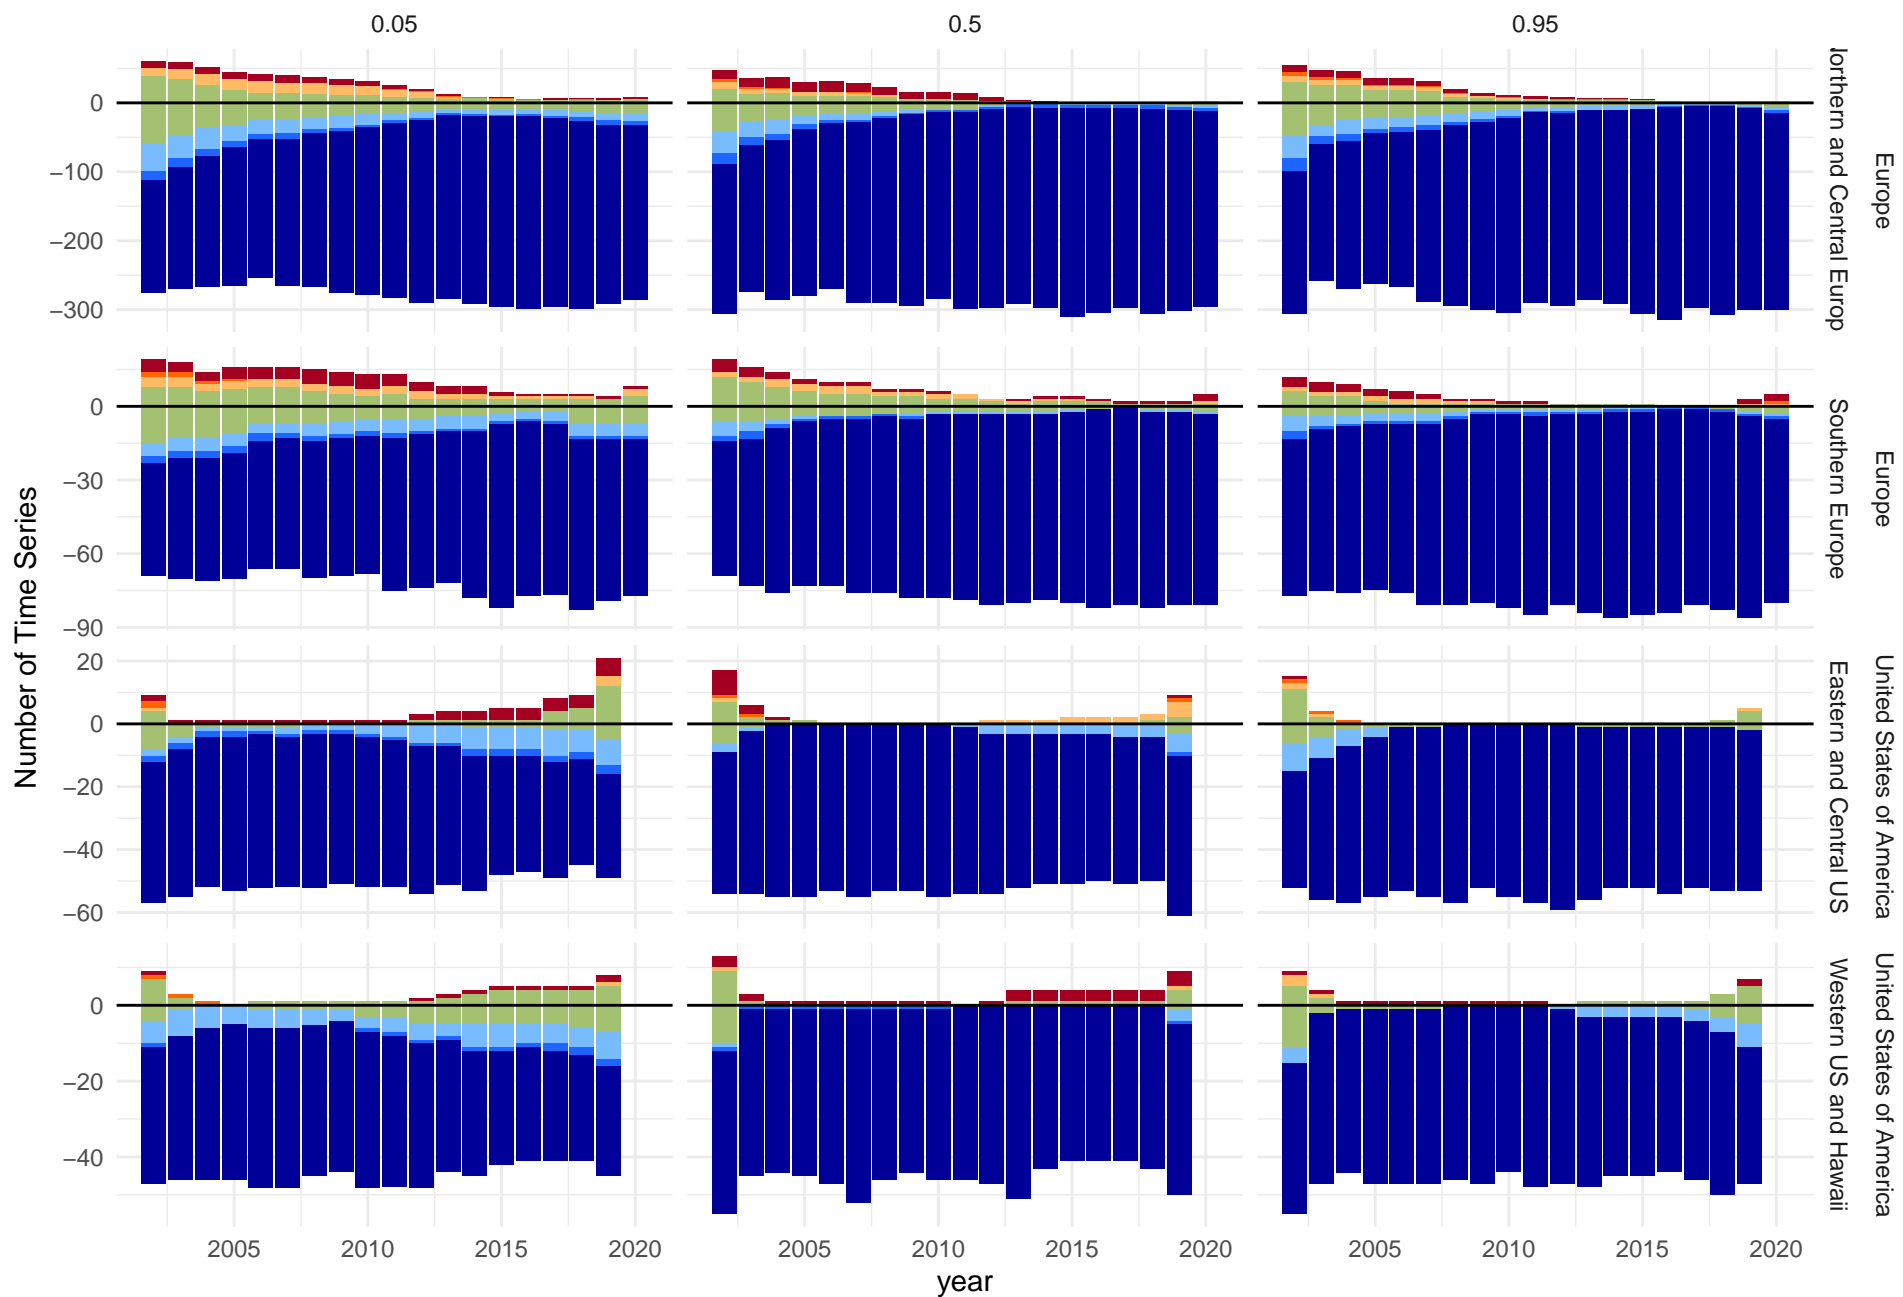 0.05 0.5 0.95
0
−100
−200
−300
Northern and Central Europ
Europe
0
−30
−60
−90
Southern Europe
Europe
20
0
−20
−40
−60
Eastern and Central US
United States of America
0
−20
−40
Western US and Hawaii
United States of America
Number of Time Series
2005 2010 2015 2020 2005 2010 2015 2020 2005 2010 2015 2020
year